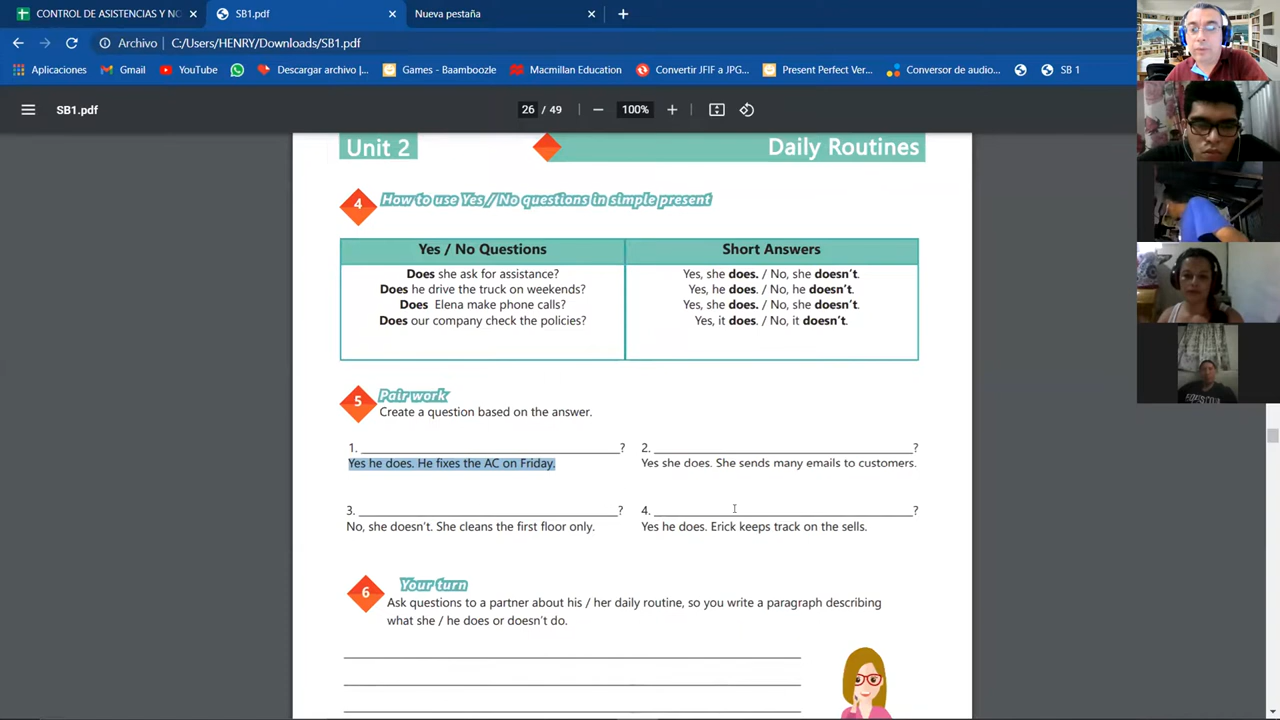 CONTROL DE ASISTENCIAS Y NO
SB1.pdf
Nueva pestaña
Archivo
C:/Users/HENRY/Downloads/SB1.pdf
Aplicaciones
Gmail
YouTube
Descargar archivo |...
Games - Baamboozle
Macmillan Education
Convertir JFIF a JPG...
Present Perfect Ver...
Conversor de audio...
SB 1
SB1.pdf
26 / 49
100%
Unit 2
Daily Routines
4
How to use Yes / No questions in simple present
Yes / No Questions
Short Answers
Does she ask for assistance?
Yes, she does. / No, she doesn't.
Does he drive the truck on weekends?
Yes, he does. / No, he doesn't.
Does Elena make phone calls?
Yes, she does. / No, she doesn't.
Does our company check the policies?
Yes, it does. / No, it doesn't.
5
Pair work
Create a question based on the answer.
1. ?
2. ?
Yes he does. He fixes the AC on Friday.
Yes she does. She sends many emails to customers.
3. ?
4. ?
No, she doesn't. She cleans the first floor only.
Yes he does. Erick keeps track on the sells.
6
Your turn
Ask questions to a partner about his / her daily routine, so you write a paragraph describing
what she / he does or doesn't do.